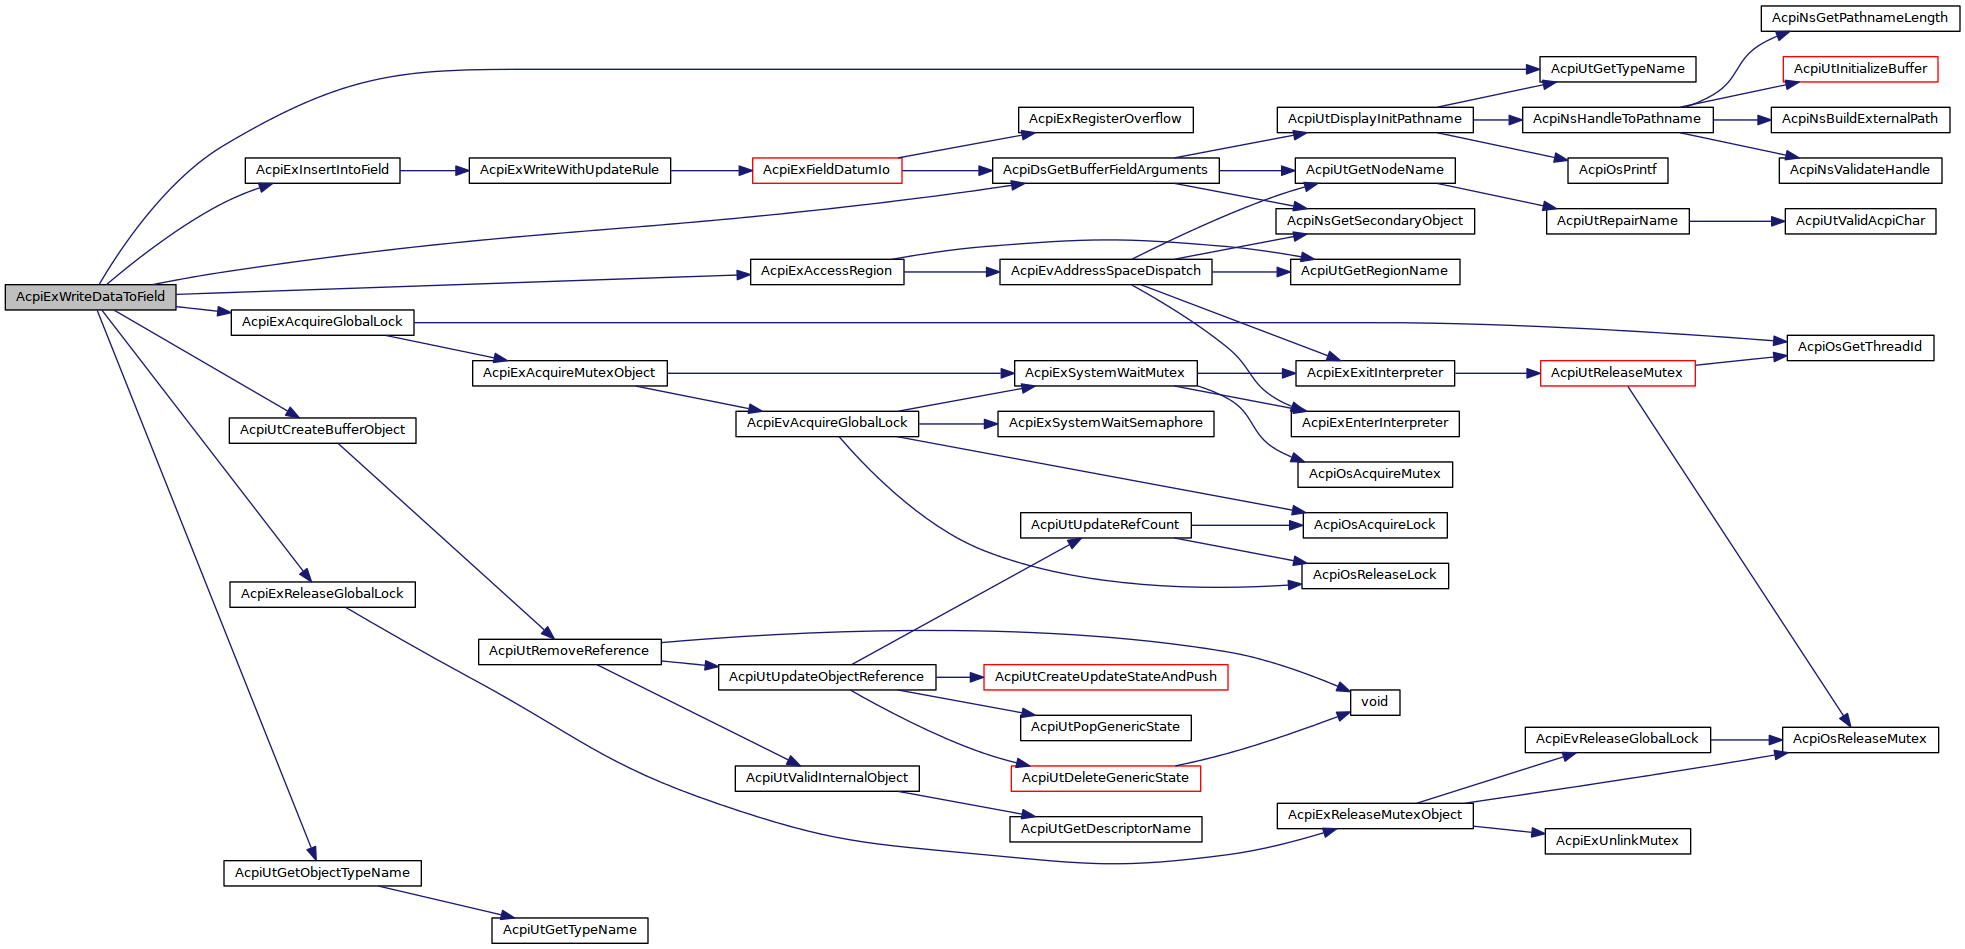 AcpiNsGetPathnameLength
AcpiUtGetTypeName
AcpiUtInitializeBuffer
AcpiExRegisterOverflow
AcpiUtDisplayInitPathname
AcpiNsHandleToPathname
AcpiNsBuildExternalPath
AcpiExInsertIntoField
AcpiExWriteWithUpdateRule
AcpiExFieldDatumIo
AcpiDsGetBufferFieldArguments
AcpiUtGetNodeName
AcpiOsPrintf
AcpiNsValidateHandle
AcpiNsGetSecondaryObject
AcpiUtRepairName
AcpiUtValidAcpiChar
AcpiExAccessRegion
AcpiEvAddressSpaceDispatch
AcpiUtGetRegionName
AcpiExWriteDataToField
AcpiExAcquireGlobalLock
AcpiOsGetThreadId
AcpiExAcquireMutexObject
AcpiExSystemWaitMutex
AcpiExExitInterpreter
AcpiUtReleaseMutex
AcpiUtCreateBufferObject
AcpiEvAcquireGlobalLock
AcpiExSystemWaitSemaphore
AcpiExEnterInterpreter
AcpiOsAcquireMutex
AcpiUtUpdateRefCount
AcpiOsAcquireLock
AcpiOsReleaseLock
AcpiExReleaseGlobalLock
AcpiUtRemoveReference
AcpiUtUpdateObjectReference
AcpiUtCreateUpdateStateAndPush
void
AcpiUtPopGenericState
AcpiEvReleaseGlobalLock
AcpiOsReleaseMutex
AcpiUtValidInternalObject
AcpiUtDeleteGenericState
AcpiExReleaseMutexObject
AcpiUtGetDescriptorName
AcpiExUnlinkMutex
AcpiUtGetObjectTypeName
AcpiUtGetTypeName